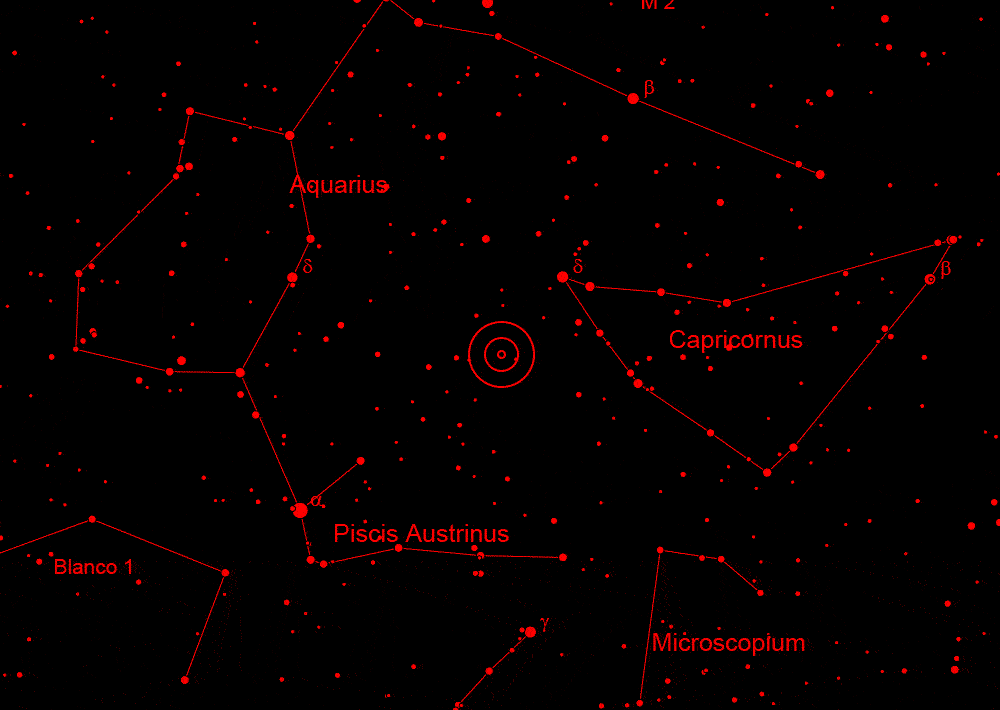 M 2
β
Aquarius
δ
δ
β
Capricornus
α
Piscis Austrinus
Blanco 1
γ
Microscopium